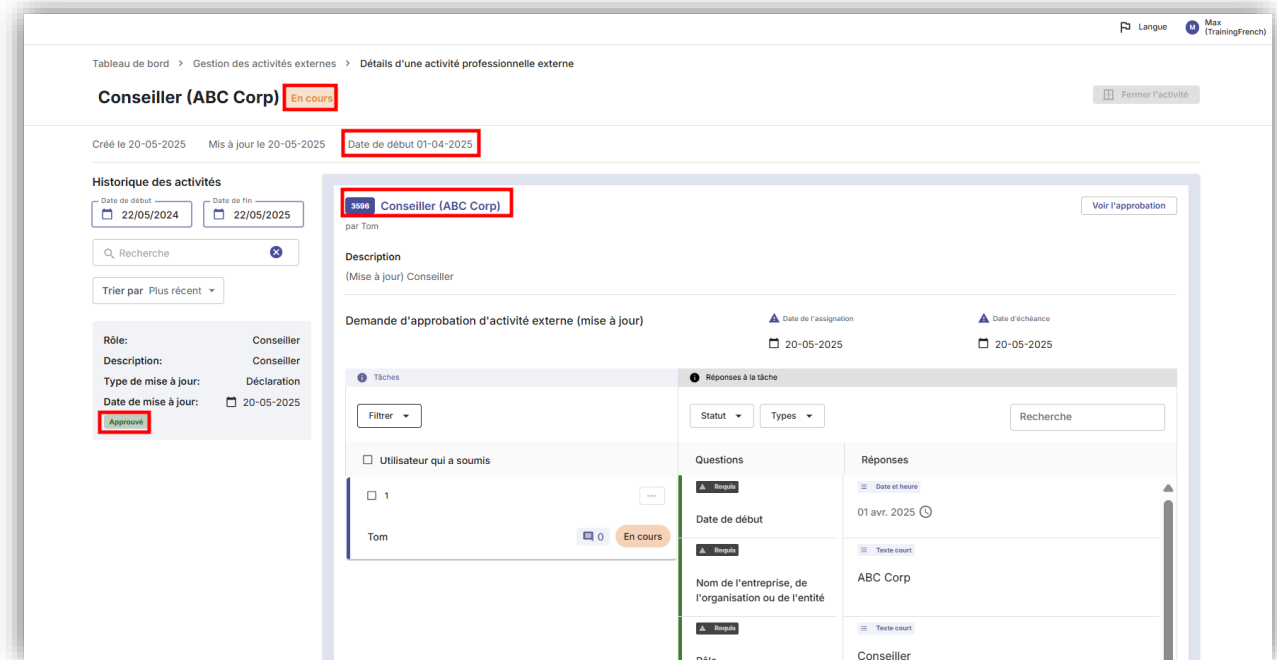 Langue
M
Max
(TrainingFrench)
Tableau de bord > Gestion des activités externes > Détails d'une activité professionnelle externe
Conseiller (ABC Corp) En cours
Fermer l'activité
Créé le 20-05-2025 Mis à jour le 20-05-2025 Date de début 01-04-2025
Historique des activités
Date de début
22/05/2024
Date de fin
22/05/2025
Recherche
Trier par Plus récent
Rôle: Conseiller
Description: Conseiller
Type de mise à jour: Déclaration
Date de mise à jour: 20-05-2025
Approuvé
3596 Conseiller (ABC Corp)
Voir l'approbation
par Tom
Description
(Mise à jour) Conseiller
Demande d'approbation d'activité externe (mise à jour)
Date de l'assignation
20-05-2025
Date d'échéance
20-05-2025
Tâches
Filtrer
Utilisateur qui a soumis
1
...
Tom 0 En cours
Réponses à la tâche
Statut Types Recherche
Questions Réponses
Requis Date et heure
Date de début 01 avr. 2025
Requis Texte court
Nom de l'entreprise, de
l'organisation ou de l'entité
ABC Corp
Requis Texte court
Rôle Conseiller